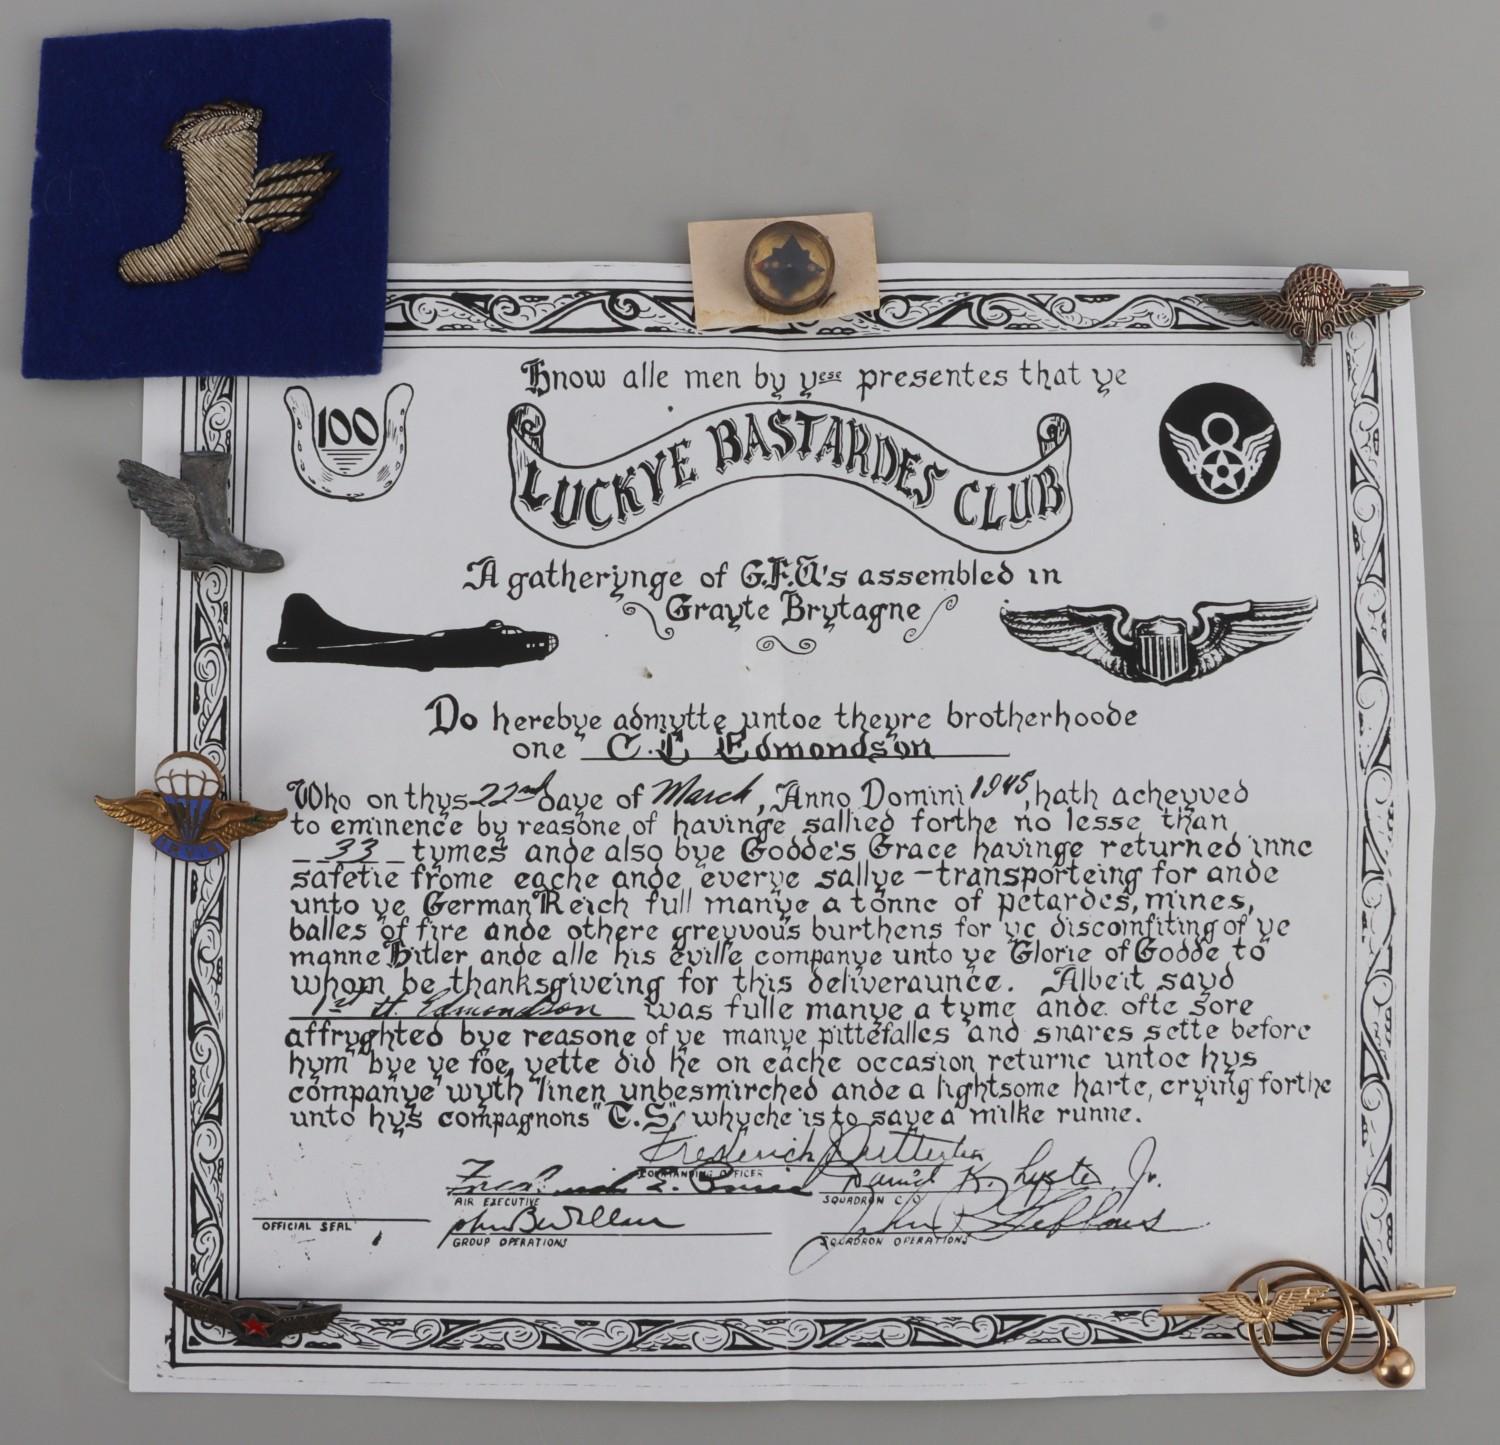 Know alle men by yese presentes that ye
100
LUCKYE BASTARDES CLUB
A gatherynge of G.F.U's assembled in
Grayte Brytagne
Do herebye admytte untoe theyre brotherhoode
one C. L Edmondson
Who on thys 22nd daye of March, Anno Domini 1945, hath acheyved
to eminence by reasone of havinge sallied forthe no lesse than
33 tymes ande also bye Godde's Grace havinge returned inne
safetie frome eache ande everye sallye - transporteing for ande
unto ye German Reich full manye a tonne of petardes, mines,
balles of fire ande othere greyvous burthens for ye discomfiting of ye
manne Hitler ande alle his eville companye unto ye Glorie of Godde to
whom be thanksgiveing for this deliveraunce. Albeit sayd
Edmondson was fulle manye a tyme ande ofte sore
affryghted bye reasone of ye manye pittefalles and snares sette before
hym bye ye foe, yette did he on eache occasion returne untoe hys
companye wyth linen unbesmirched ande a lightsome harte, crying forthe
unto hys compagnons "T.S", whyche is to saye a milke runne.
Frederick Sutterlin
COMMANDING OFFICER
AIR EXECUTIVE
David K. Lyster Jr.
SQUADRON C/O
OFFICIAL SEAL
John B. Wallace
GROUP OPERATIONS
John P. Gibbons
SQUADRON OPERATIONS